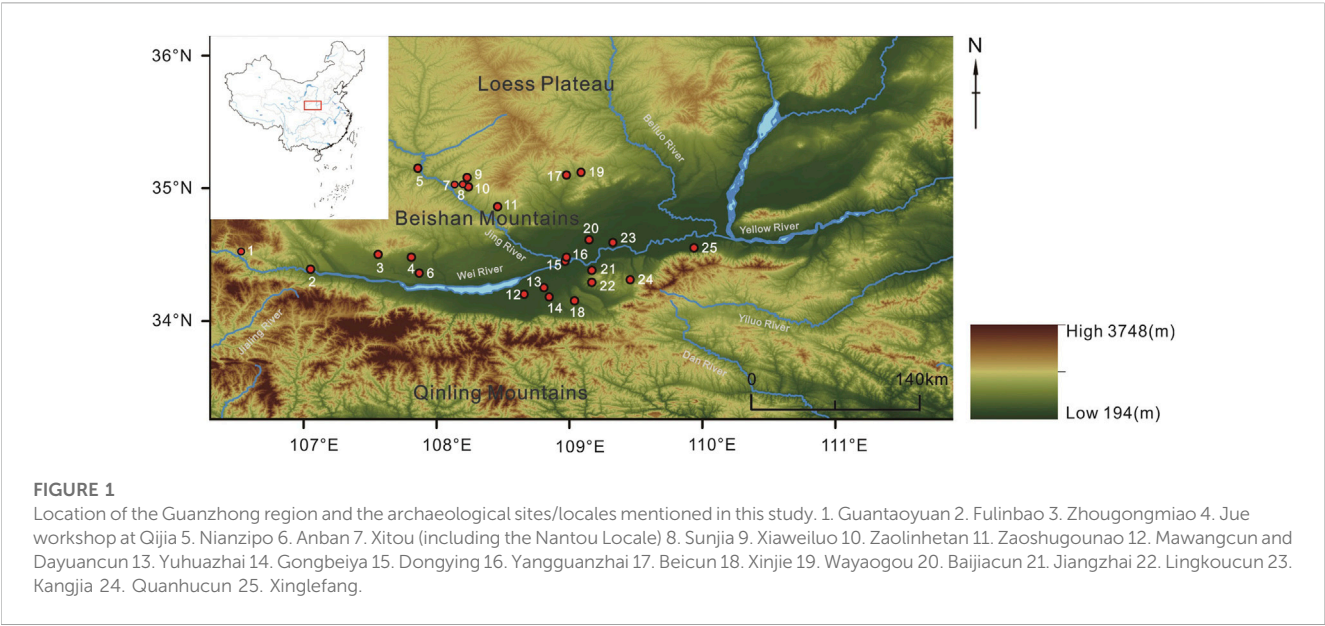 36°N
35°N
34°N
107°E
108°E
109°E
110°E
111°E
N
Loess Plateau
Beiluo River
Beishan Mountains
Jing River
Wei River
Yellow River
Yiluo River
Dan River
Jialing River
Qinling Mountains
1
2
3
4
5
6
7
8
9
10
11
12
13
14
15
16
17
18
19
20
21
22
23
24
25
0
140km
High 3748(m)
Low 194(m)
FIGURE 1
Location of the Guanzhong region and the archaeological sites/locales mentioned in this study. 1. Guantaoyuan 2. Fulinbao 3. Zhougongmiao 4. Jue
workshop at Qijia 5. Nianzipo 6. Anban 7. Xitou (including the Nantou Locale) 8. Sunjia 9. Xiaweiluo 10. Zaolinhetan 11. Zaoshugounao 12. Mawangcun and
Dayuancun 13. Yuhuazhai 14. Gongbeiya 15. Dongying 16. Yangguanzhai 17. Beicun 18. Xinjie 19. Wayaogou 20. Baijiacun 21. Jiangzhai 22. Lingkoucun 23.
Kangjia 24. Quanhucun 25. Xinglefang.